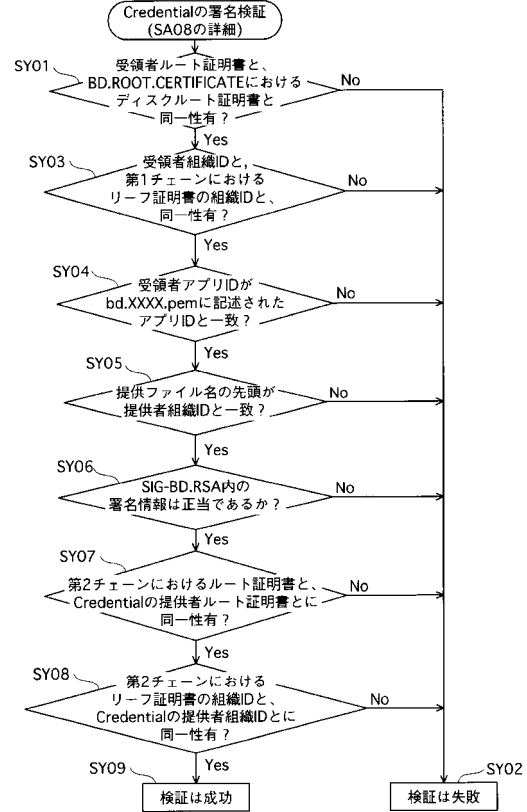 Credentialの署名検証
(SA08の詳細)
SY01
受領者ルート証明書と、
BD.ROOT.CERTIFICATEにおける
ディスクルート証明書と
同一性有？
No
Yes
SY03
受領者組織IDと,
第1チェーンにおける
リーフ証明書の組織IDと、
同一性有？
No
Yes
SY04
受領者アプリIDが
bd.XXXX.pemに記述された
アプリIDと一致？
No
Yes
SY05
提供ファイル名の先頭が
提供者組織IDと一致？
No
Yes
SY06
SIG-BD.RSA内の
署名情報は正当であるか？
No
Yes
SY07
第2チェーンにおけるルート証明書と、
Credentialの提供者ルート証明書とに
同一性有？
No
Yes
SY08
第2チェーンにおける
リーフ証明書の組織IDと、
Credentialの提供者組織IDとに
同一性有？
No
Yes
SY09
検証は成功
SY02
検証は失敗